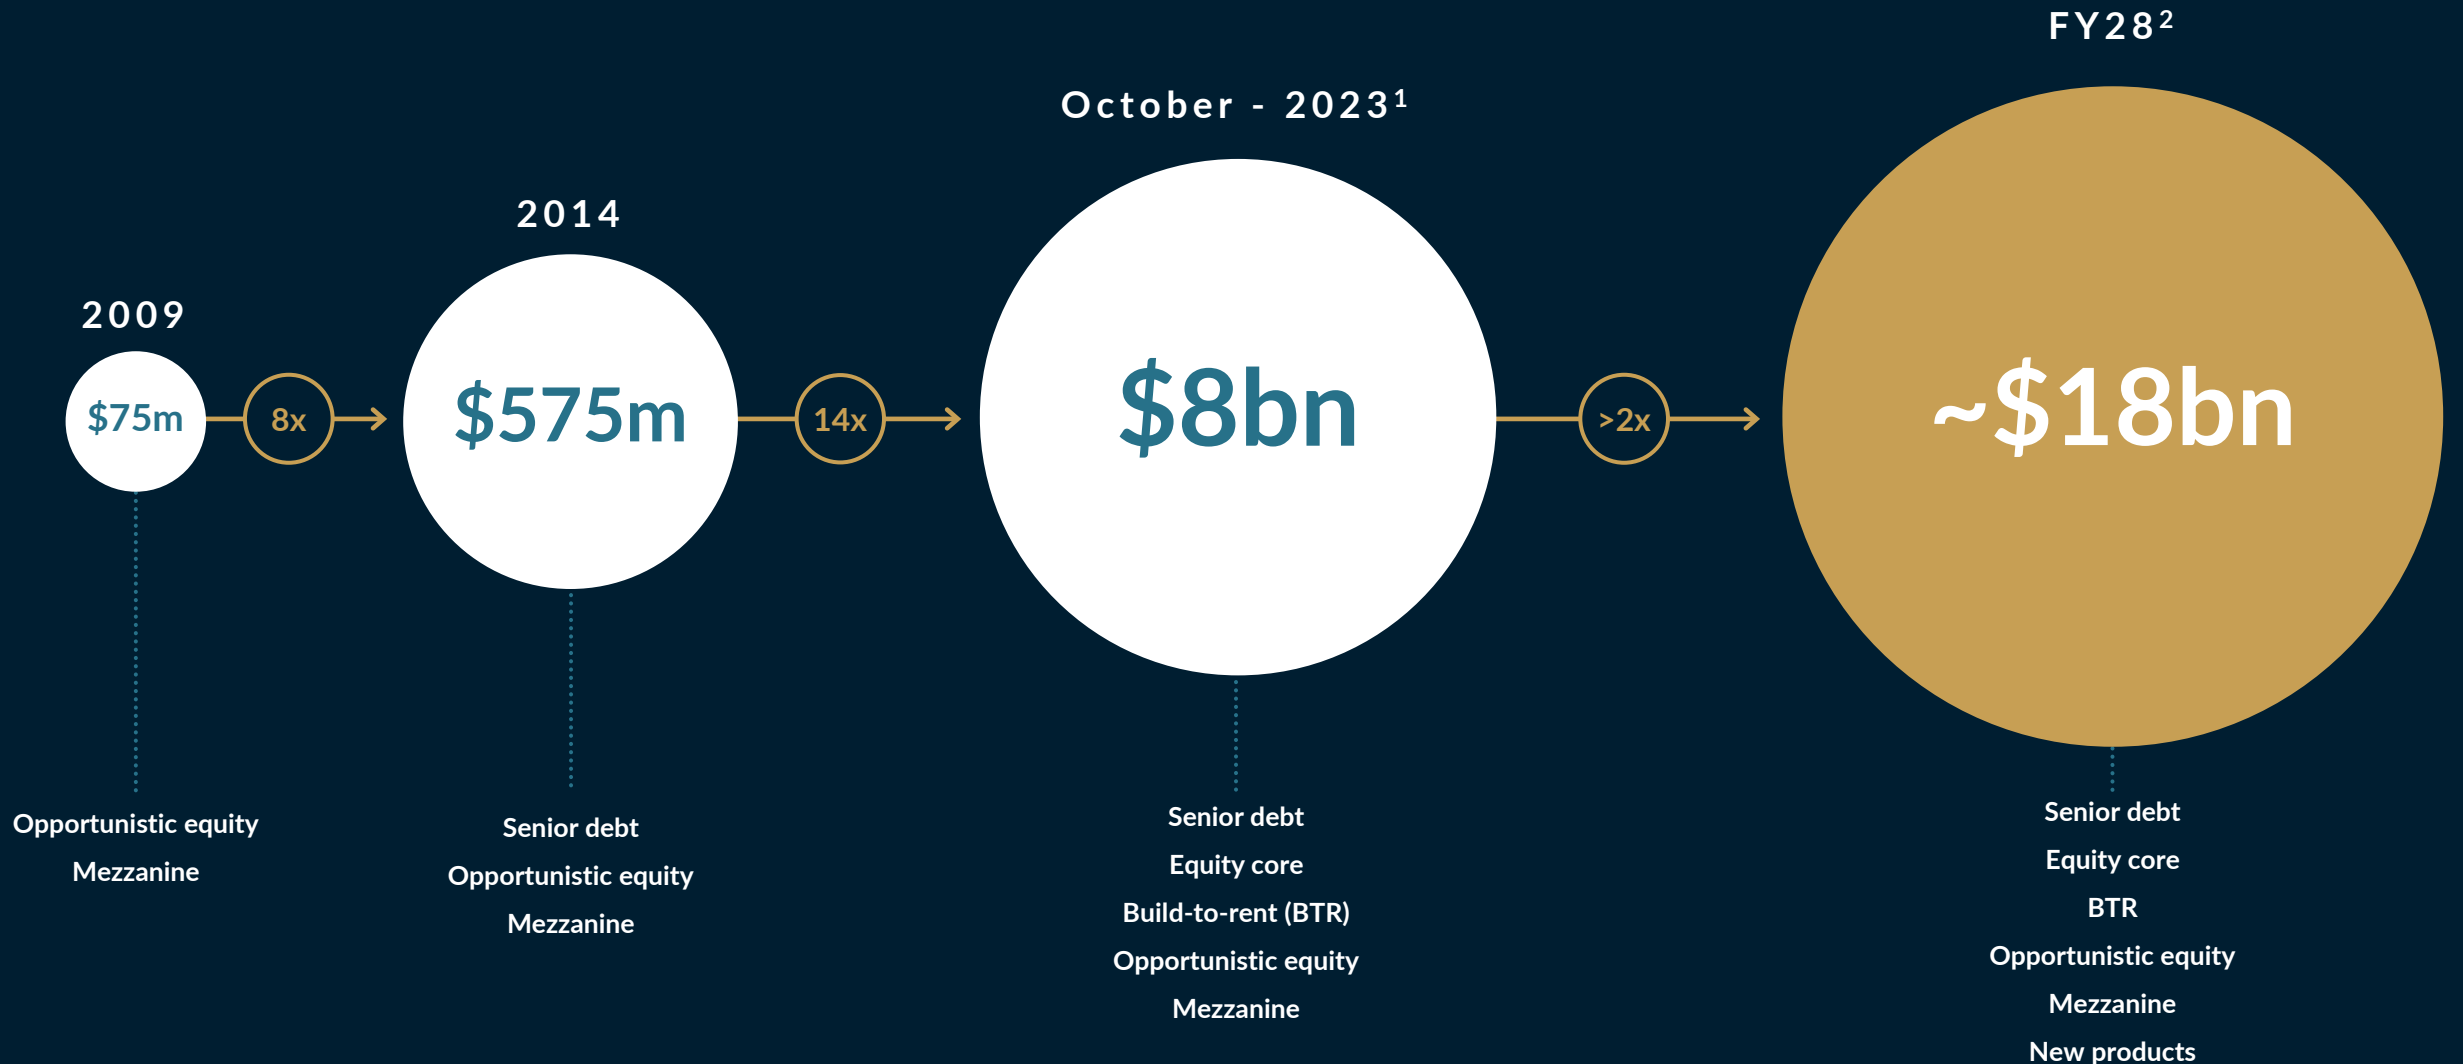 2009
$75m
Opportunistic equity
Mezzanine
8x
2014
$575m
Senior debt
Opportunistic equity
Mezzanine
14x
October - 2023¹
$8bn
Senior debt
Equity core
Build-to-rent (BTR)
Opportunistic equity
Mezzanine
>2x
FY28²
~$18bn
Senior debt
Equity core
BTR
Opportunistic equity
Mezzanine
New products